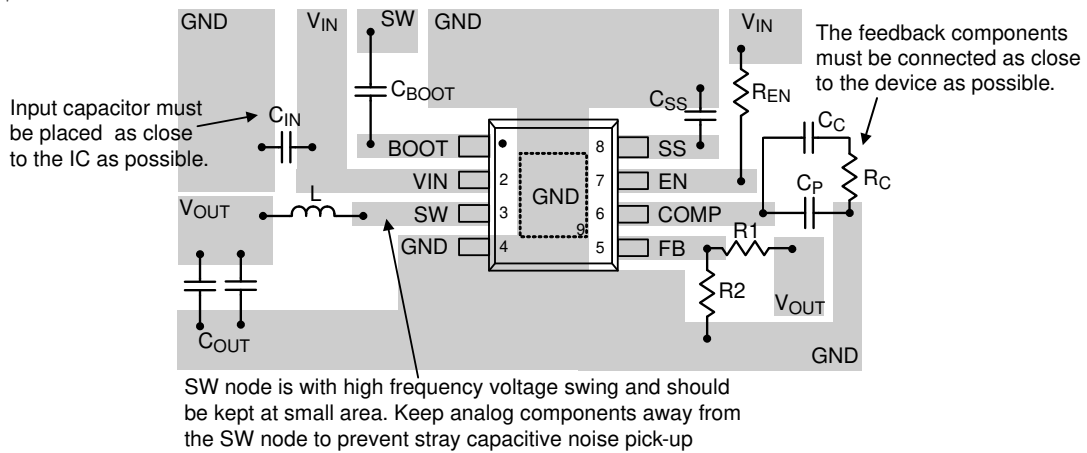 GND
VIN
SW
GND
VIN
The feedback components
must be connected as close
to the device as possible.
Input capacitor must
be placed as close
to the IC as possible.
CIN
CBOOT
CSS
REN
CC
RC
CP
BOOT
VIN
SW
GND
2
3
4
GND
9
8
7
6
5
SS
EN
COMP
FB
L
VOUT
COUT
R1
R2
VOUT
GND
SW node is with high frequency voltage swing and should
be kept at small area. Keep analog components away from
the SW node to prevent stray capacitive noise pick-up